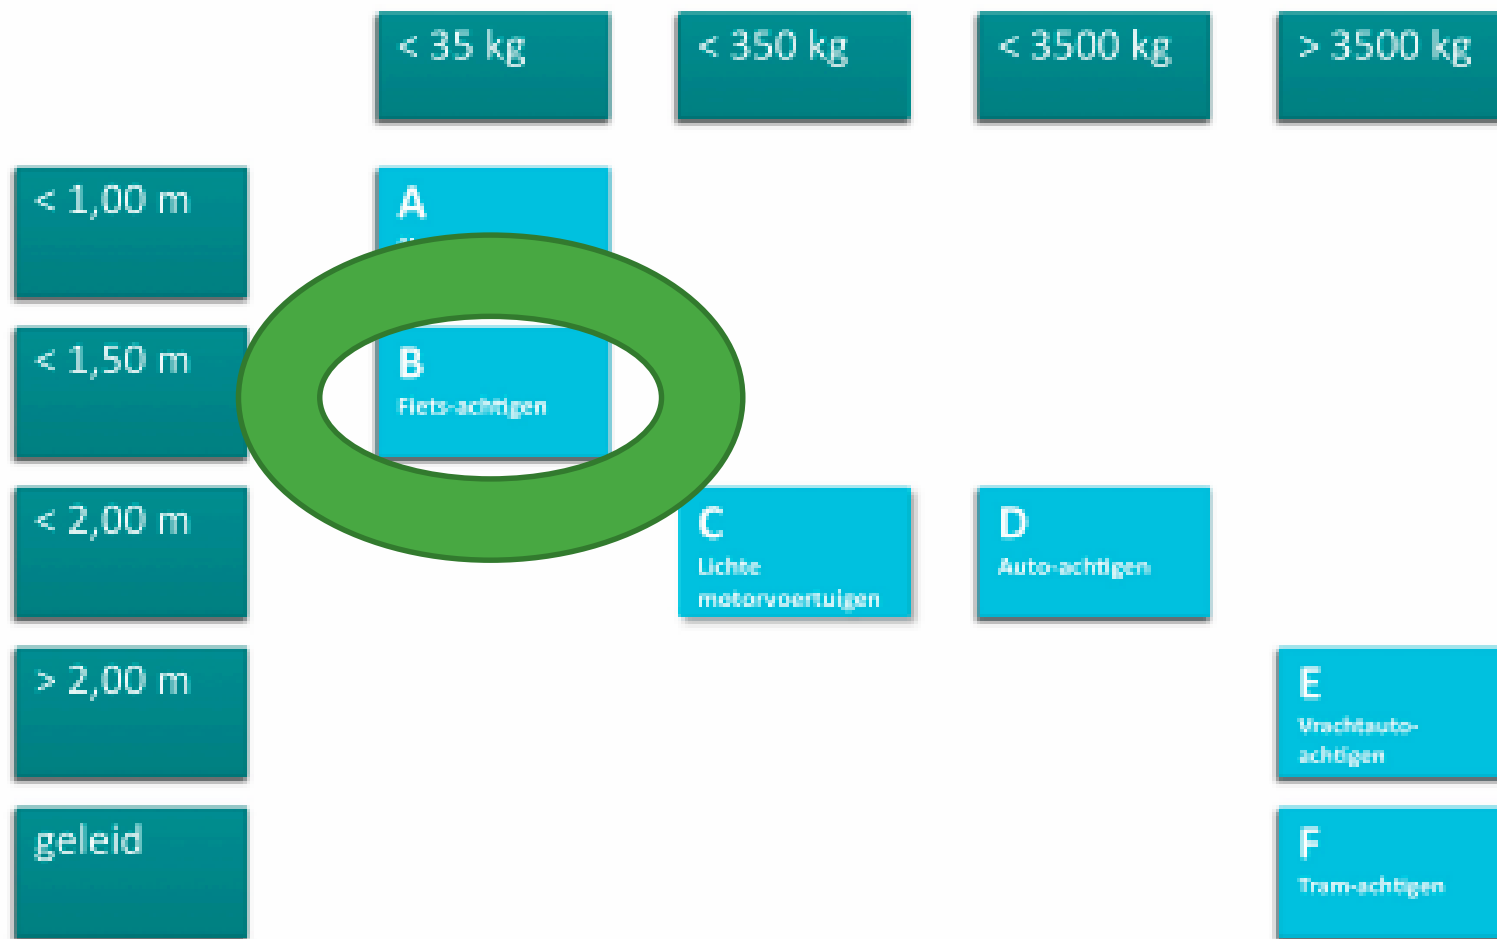 < 35 kg
< 350 kg
< 3500 kg
> 3500 kg
< 1,00 m
A
< 1,50 m
B
Fiets-achtigen
< 2,00 m
C
Lichte
motorvoertuigen
D
Auto-achtigen
> 2,00 m
E
Vrachtauto-
achtigen
geleid
F
Tram-achtigen